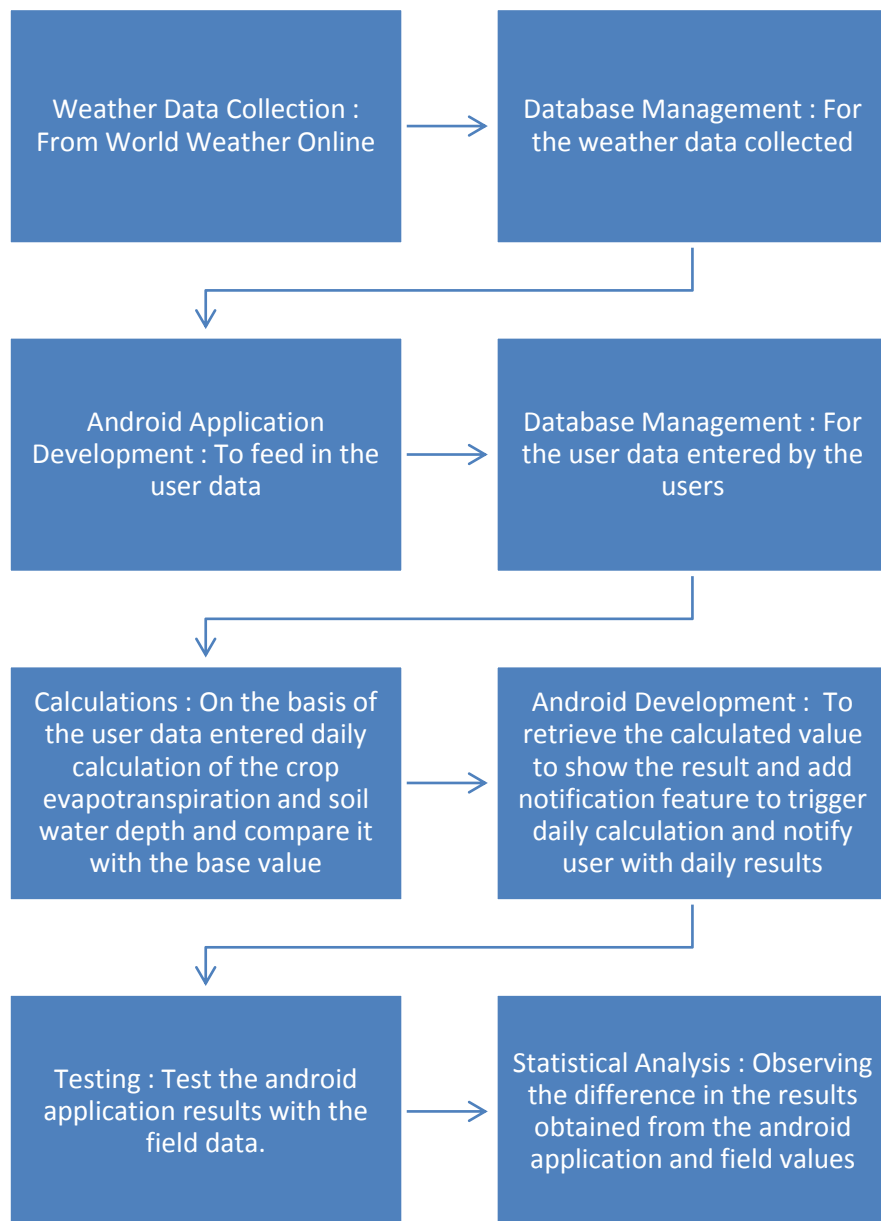 Weather Data Collection :
From World Weather Online
Database Management : For
the weather data collected
Android Application
Development : To feed in the
user data
Database Management : For
the user data entered by the
users
Calculations : On the basis of
the user data entered daily
calculation of the crop
evapotranspiration and soil
water depth and compare it
with the base value
Android Development :  To
retrieve the calculated value
to show the result and add
notification feature to trigger
daily calculation and notify
user with daily results
Testing : Test the android
application results with the
field data.
Statistical Analysis : Observing
the difference in the results
obtained from the android
application and field values